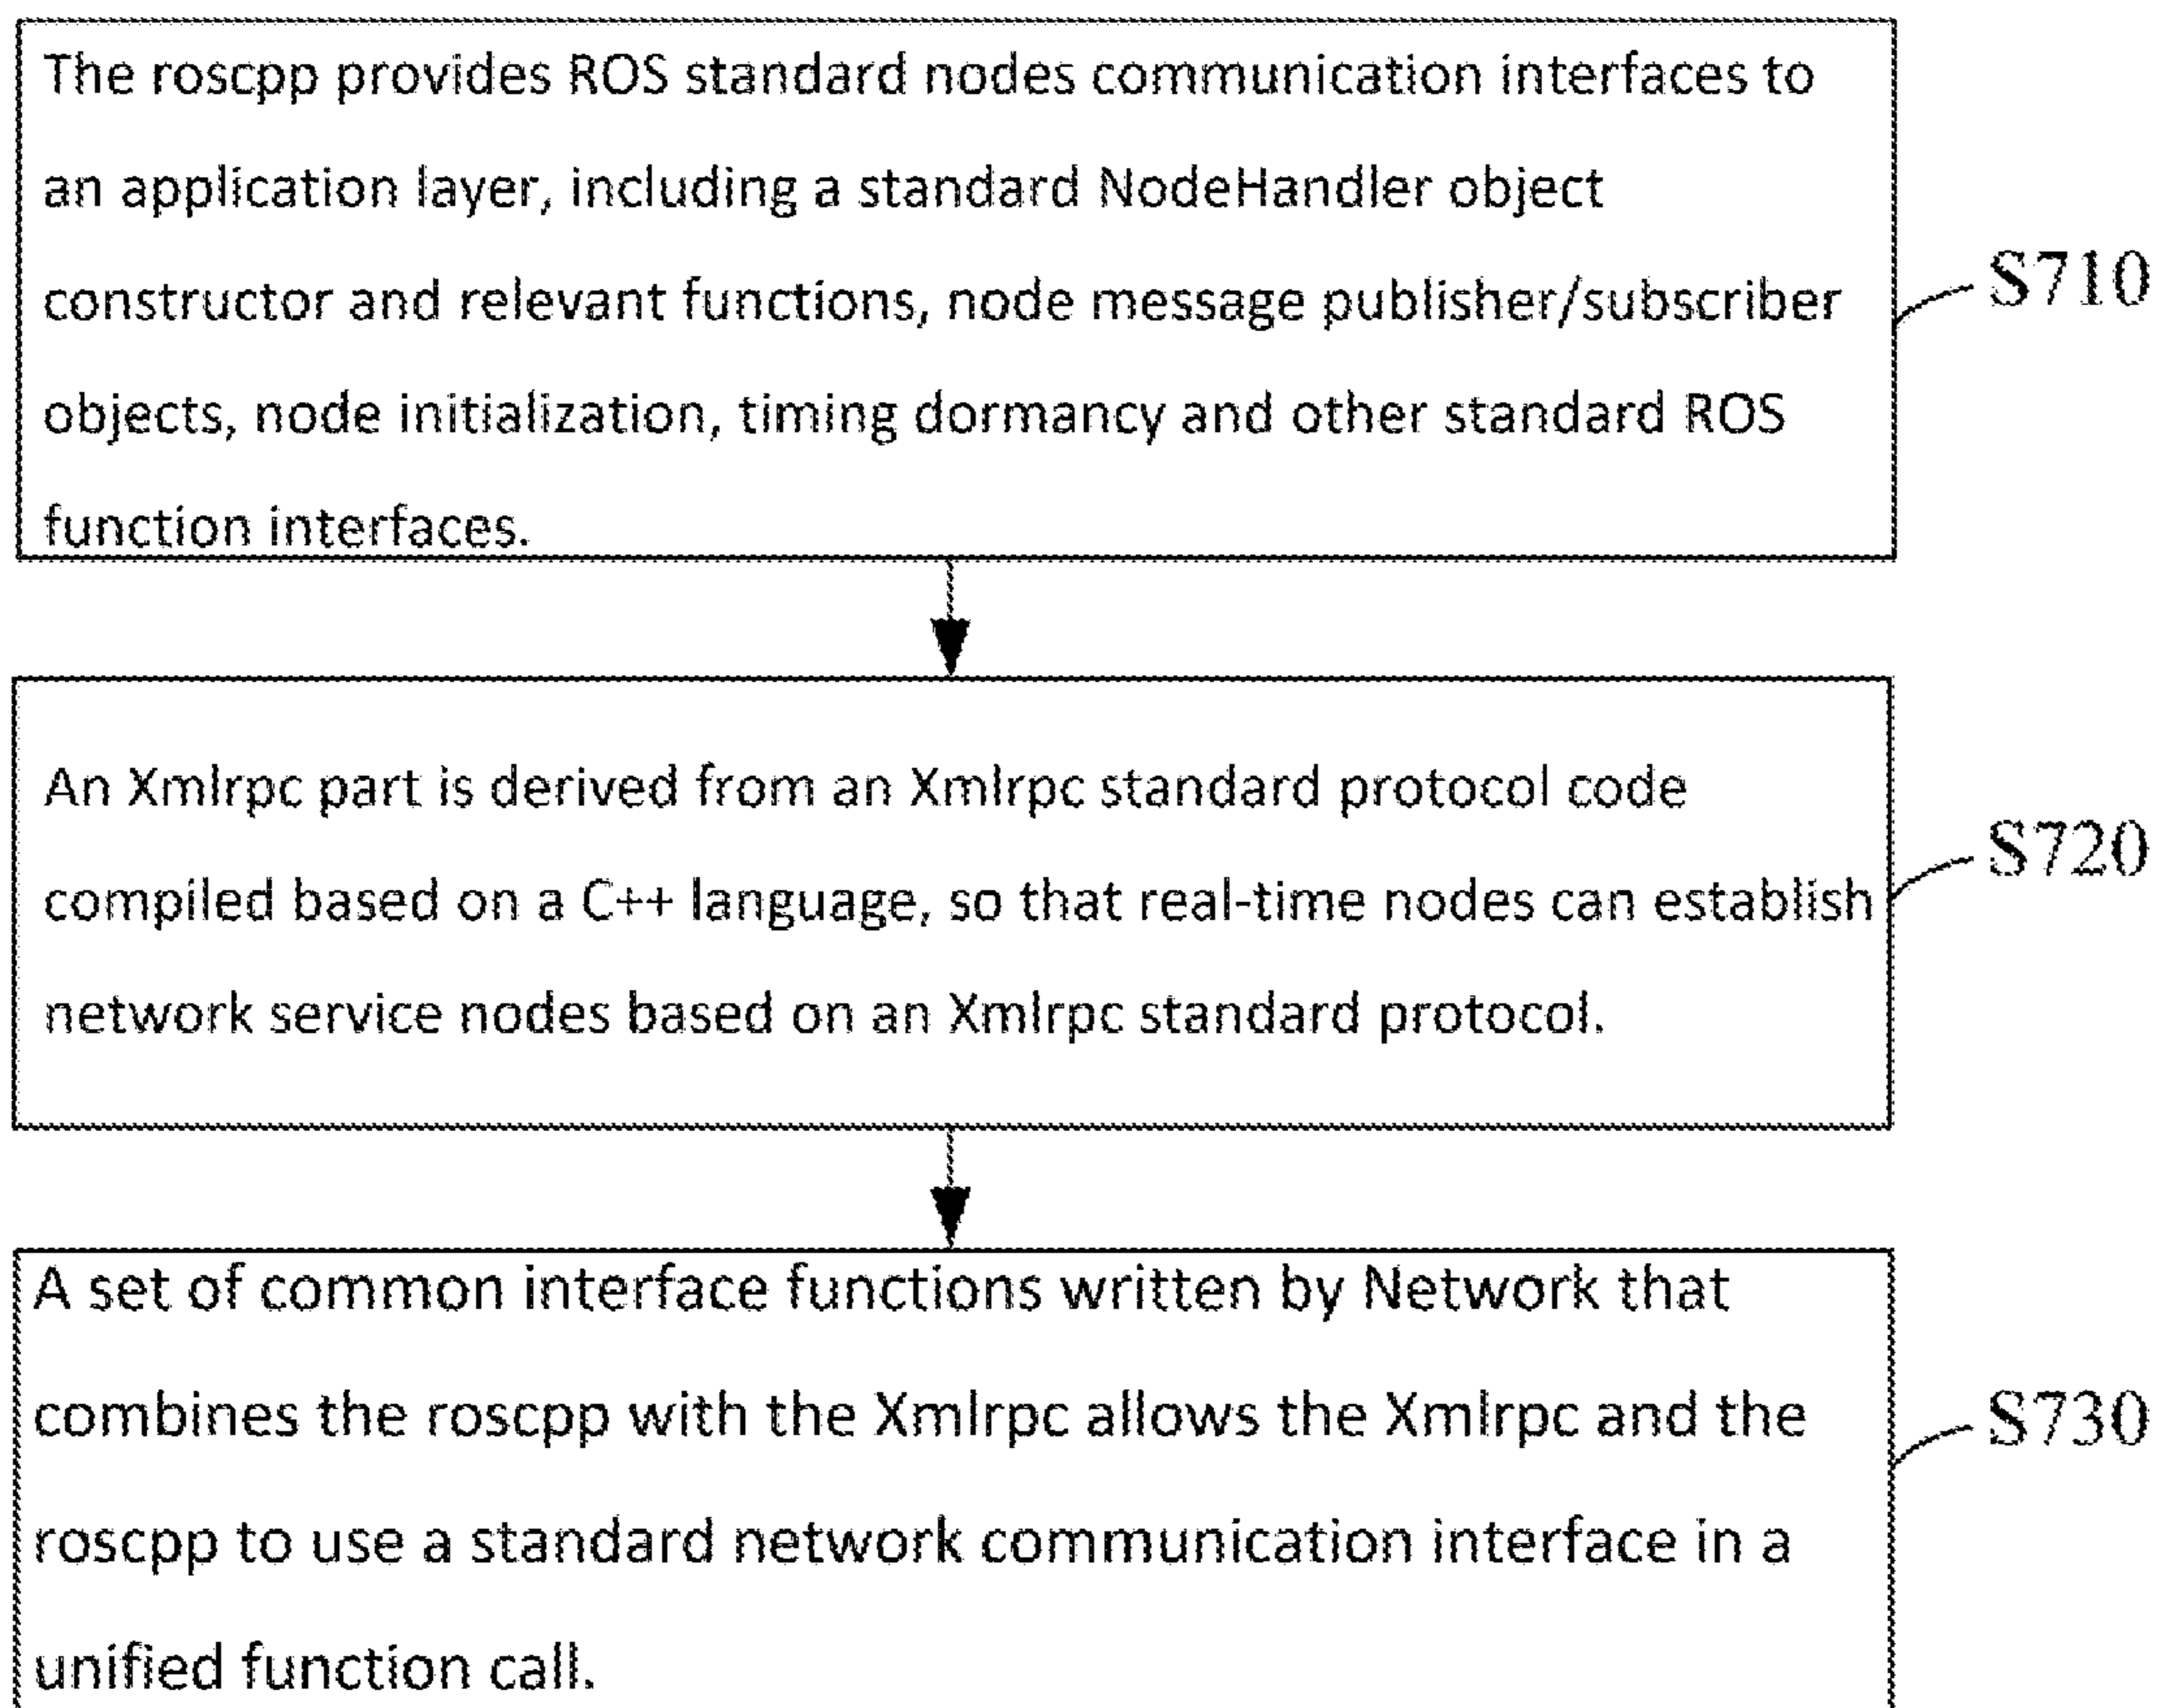 The roscpp provides ROS standard nodes communication interfaces to
an application layer, including a standard NodeHandler object
constructor and relevant functions, node message publisher/subscriber
objects, node initialization, timing dormancy and other standard ROS
function interfaces.
S710
An Xmlrpc part is derived from an Xmlrpc standard protocol code
compiled based on a C++ language, so that real-time nodes can establish
network service nodes based on an Xmlrpc standard protocol.
S720
A set of common interface functions written by Network that
combines the roscpp with the Xmlrpc allows the Xmlrpc and the
roscpp to use a standard network communication interface in a
unified function call.
S730